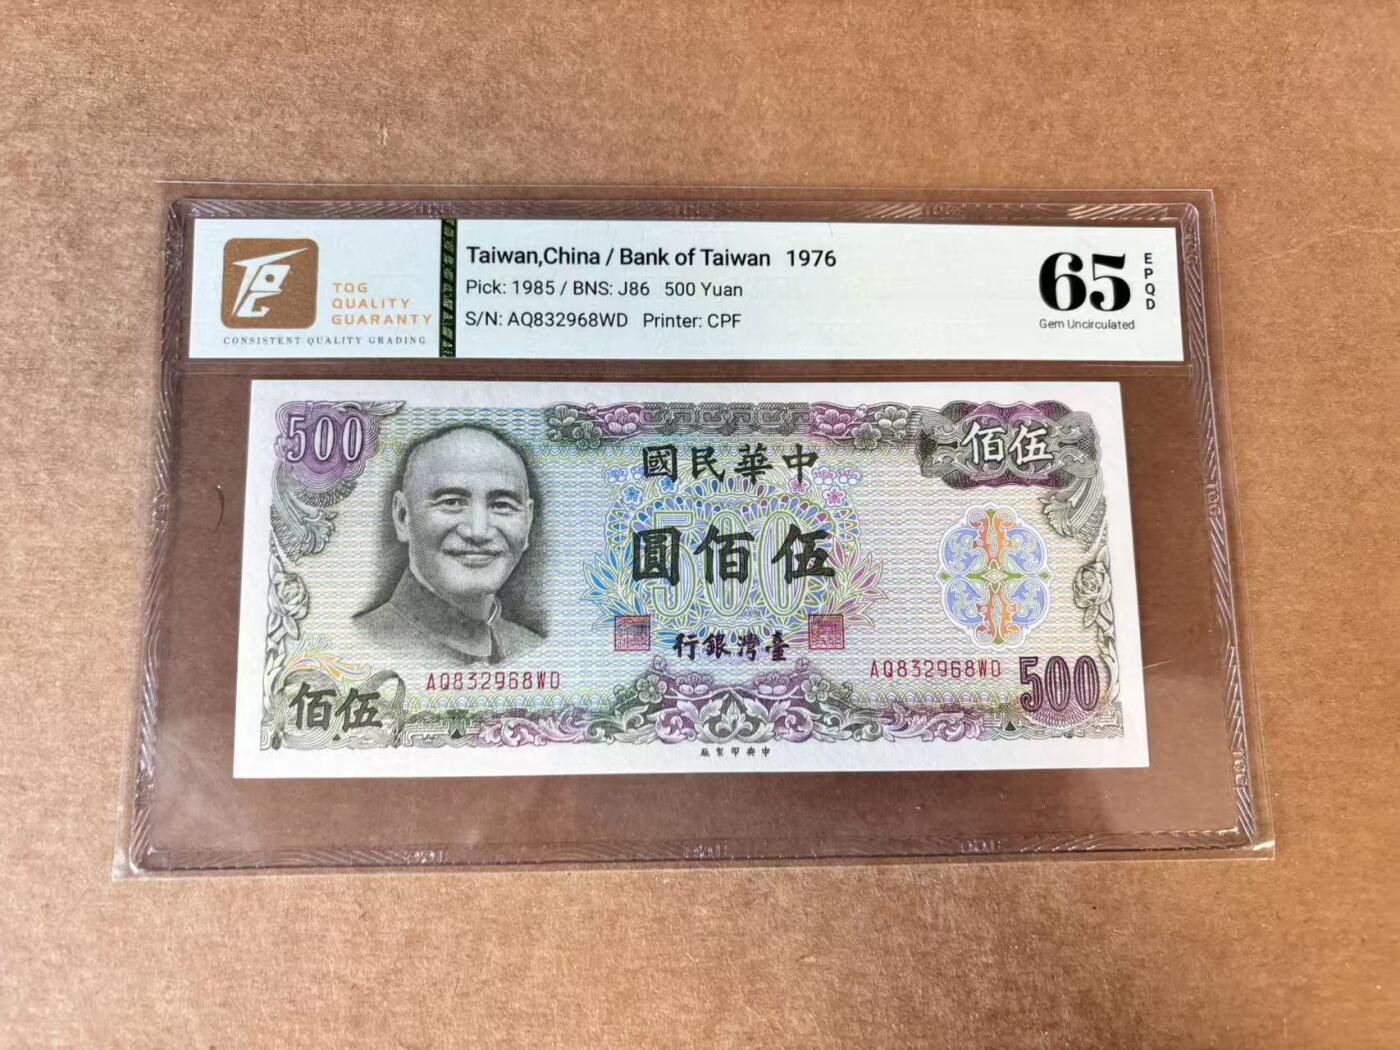 TQG
QUALITY
GUARANTY
CONSISTENT QUALITY GRADING
Taiwan,China / Bank of Taiwan 1976
Pick: 1985 / BNS: J86 500 Yuan
S/N: AQ832968WD Printer: CPF
65
EPQD
Gem Uncirculated
500
佰伍
國民華中
500
圓佰伍
行銀灣臺
AQ832968WD
AQ832968WD
佰伍
500
廠製印央中